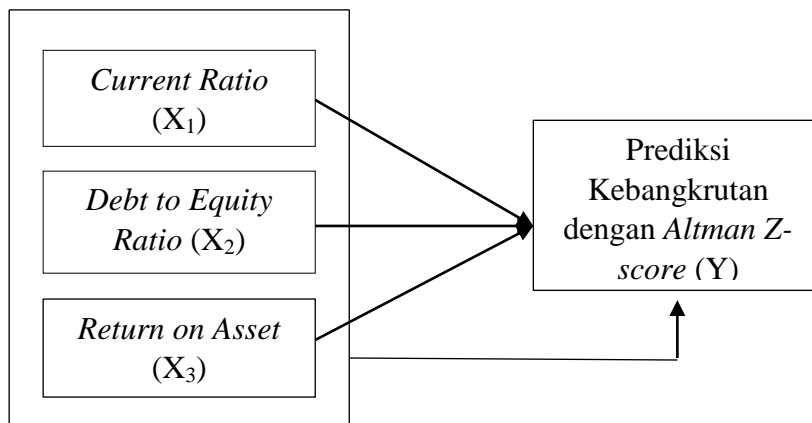 Current Ratio
(X₁)
Debt to Equity
Ratio (X₂)
Return on Asset
(X₃)
Prediksi
Kebangkrutan
dengan Altman Z-
score (Y)